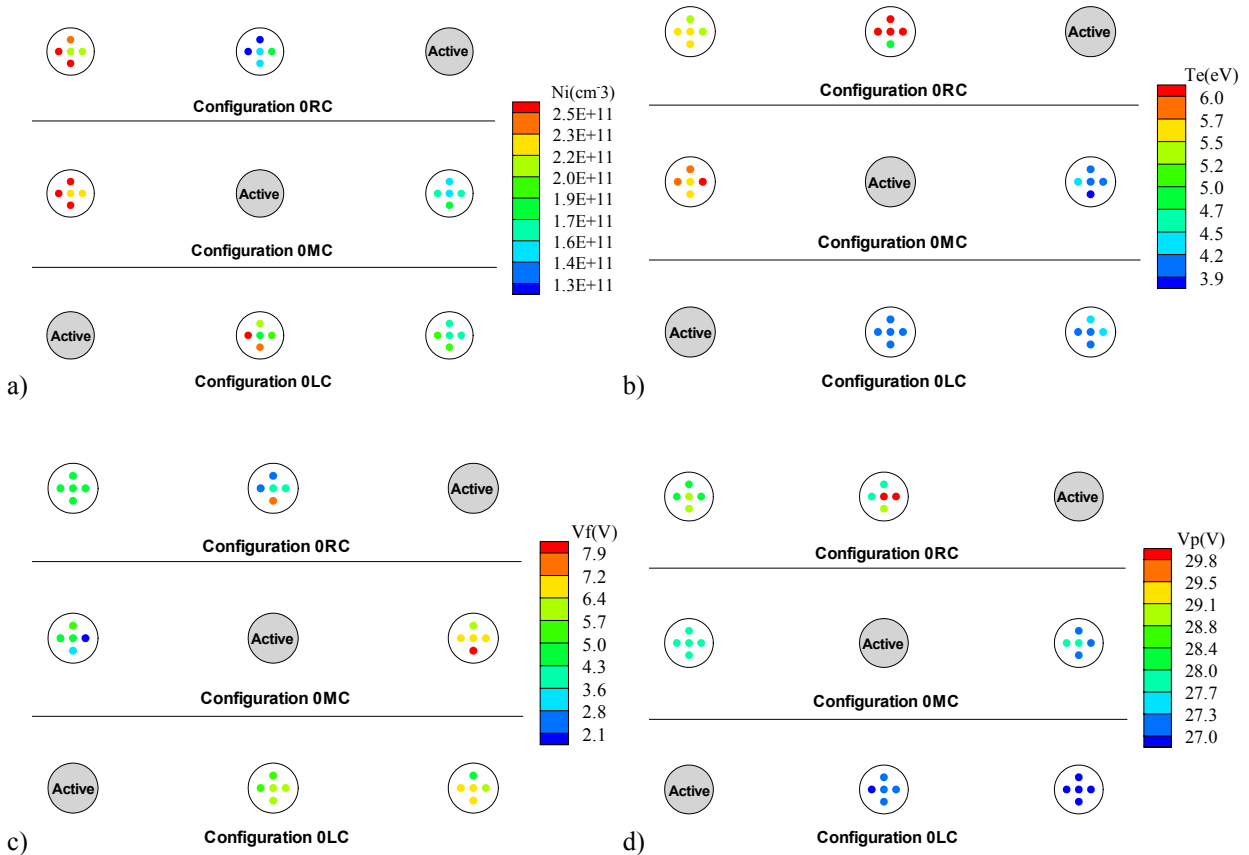 Active
Configuration 0RC
Active
Configuration 0MC
Active
Configuration 0LC
Ni(cm-3)
2.5E+11
2.3E+11
2.2E+11
2.0E+11
1.9E+11
1.7E+11
1.6E+11
1.4E+11
1.3E+11
a)
Active
Configuration 0RC
Active
Configuration 0MC
Active
Configuration 0LC
Te(eV)
6.0
5.7
5.5
5.2
5.0
4.7
4.5
4.2
3.9
b)
Active
Configuration 0RC
Active
Configuration 0MC
Active
Configuration 0LC
Vf(V)
7.9
7.2
6.4
5.7
5.0
4.3
3.6
2.8
2.1
c)
Active
Configuration 0RC
Active
Configuration 0MC
Active
Configuration 0LC
Vp(V)
29.8
29.5
29.1
28.8
28.4
28.0
27.7
27.3
27.0
d)